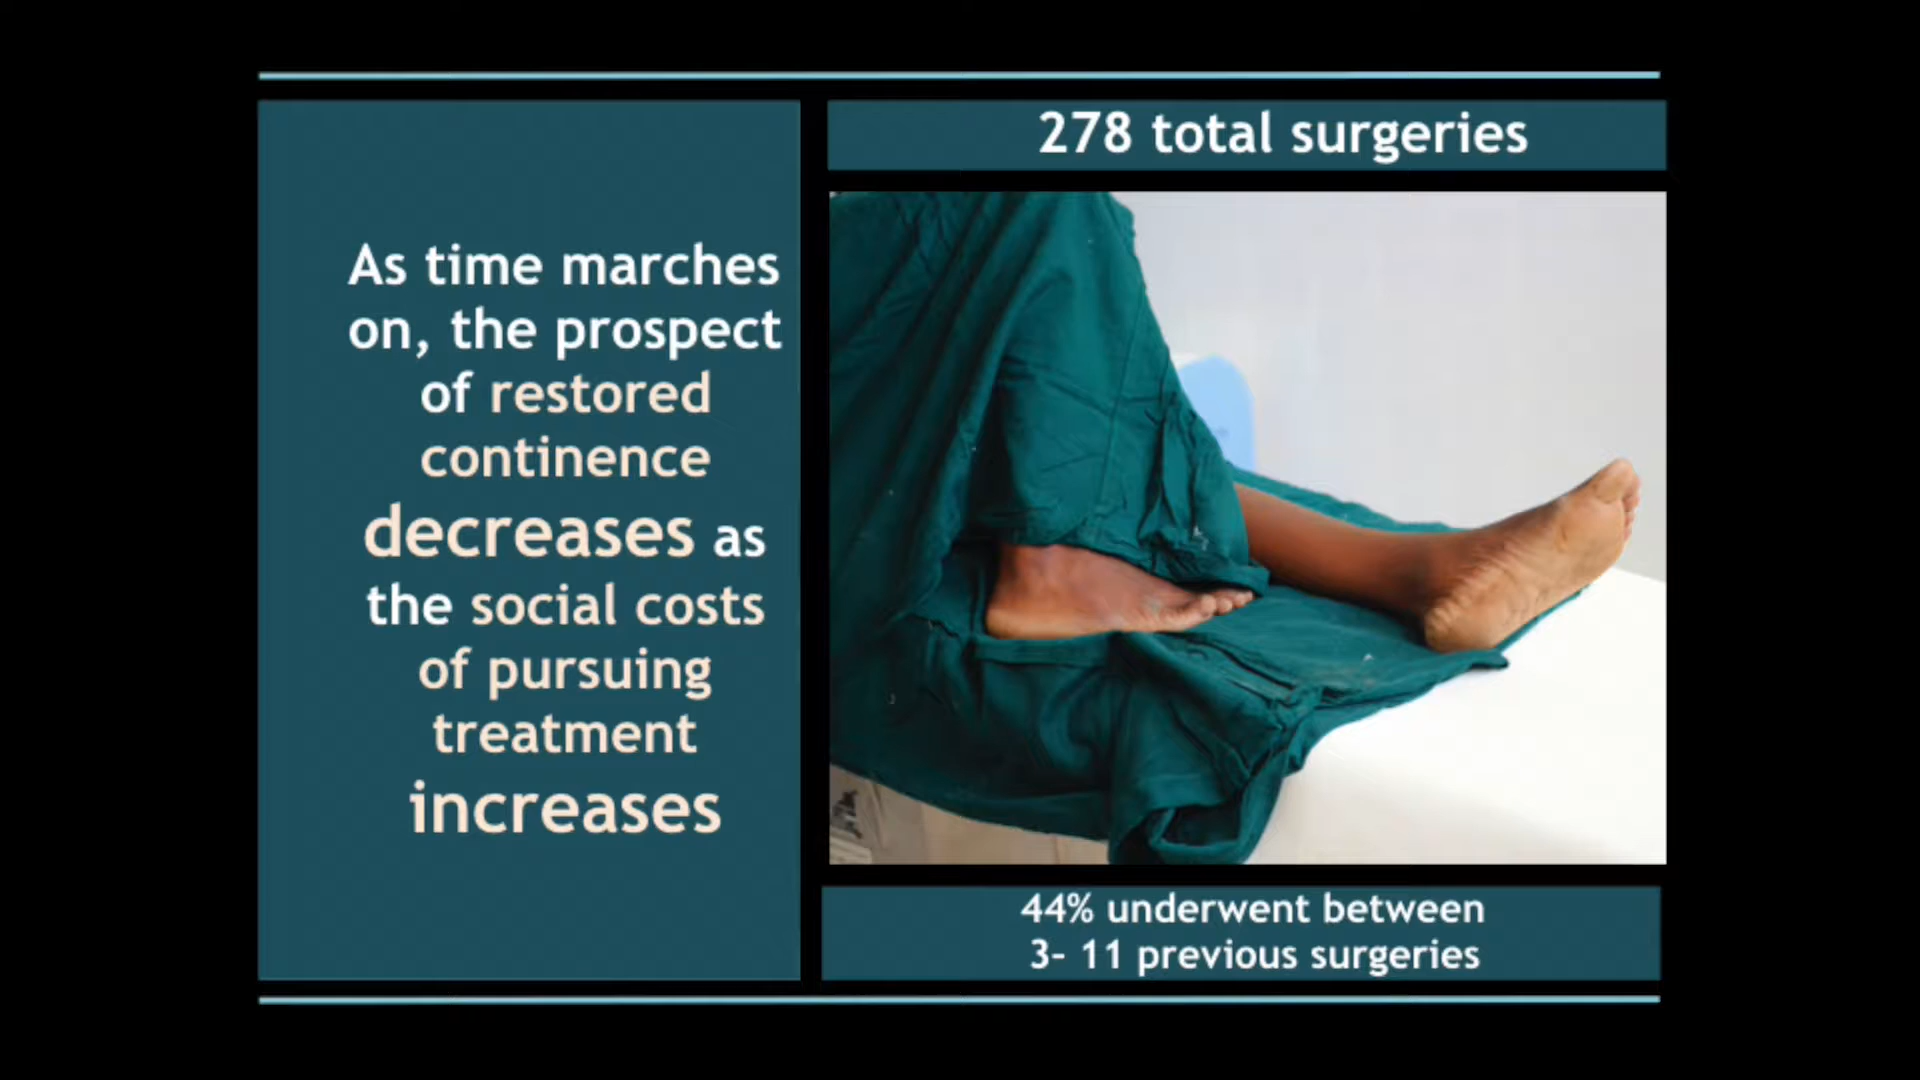 As time marches
on, the prospect
of restored
continence
decreases as
the social costs
of pursuing
treatment
increases
278 total surgeries
44% underwent between
3- 11 previous surgeries